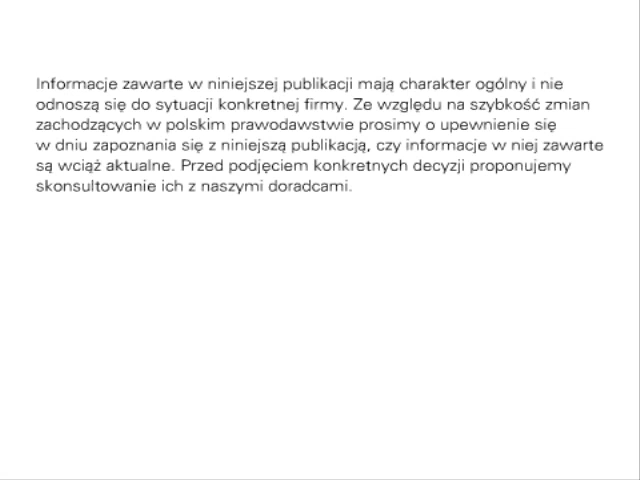 Informacje zawarte w niniejszej publikacji mają charakter ogólny i nie
odnoszą się do sytuacji konkretnej firmy. Ze względu na szybkość zmian
zachodzących w polskim prawodawstwie prosimy o upewnienie się
w dniu zapoznania się z niniejszą publikacją, czy informacje w niej zawarte
są wciąż aktualne. Przed podjęciem konkretnych decyzji proponujemy
skonsultowanie ich z naszymi doradcami.